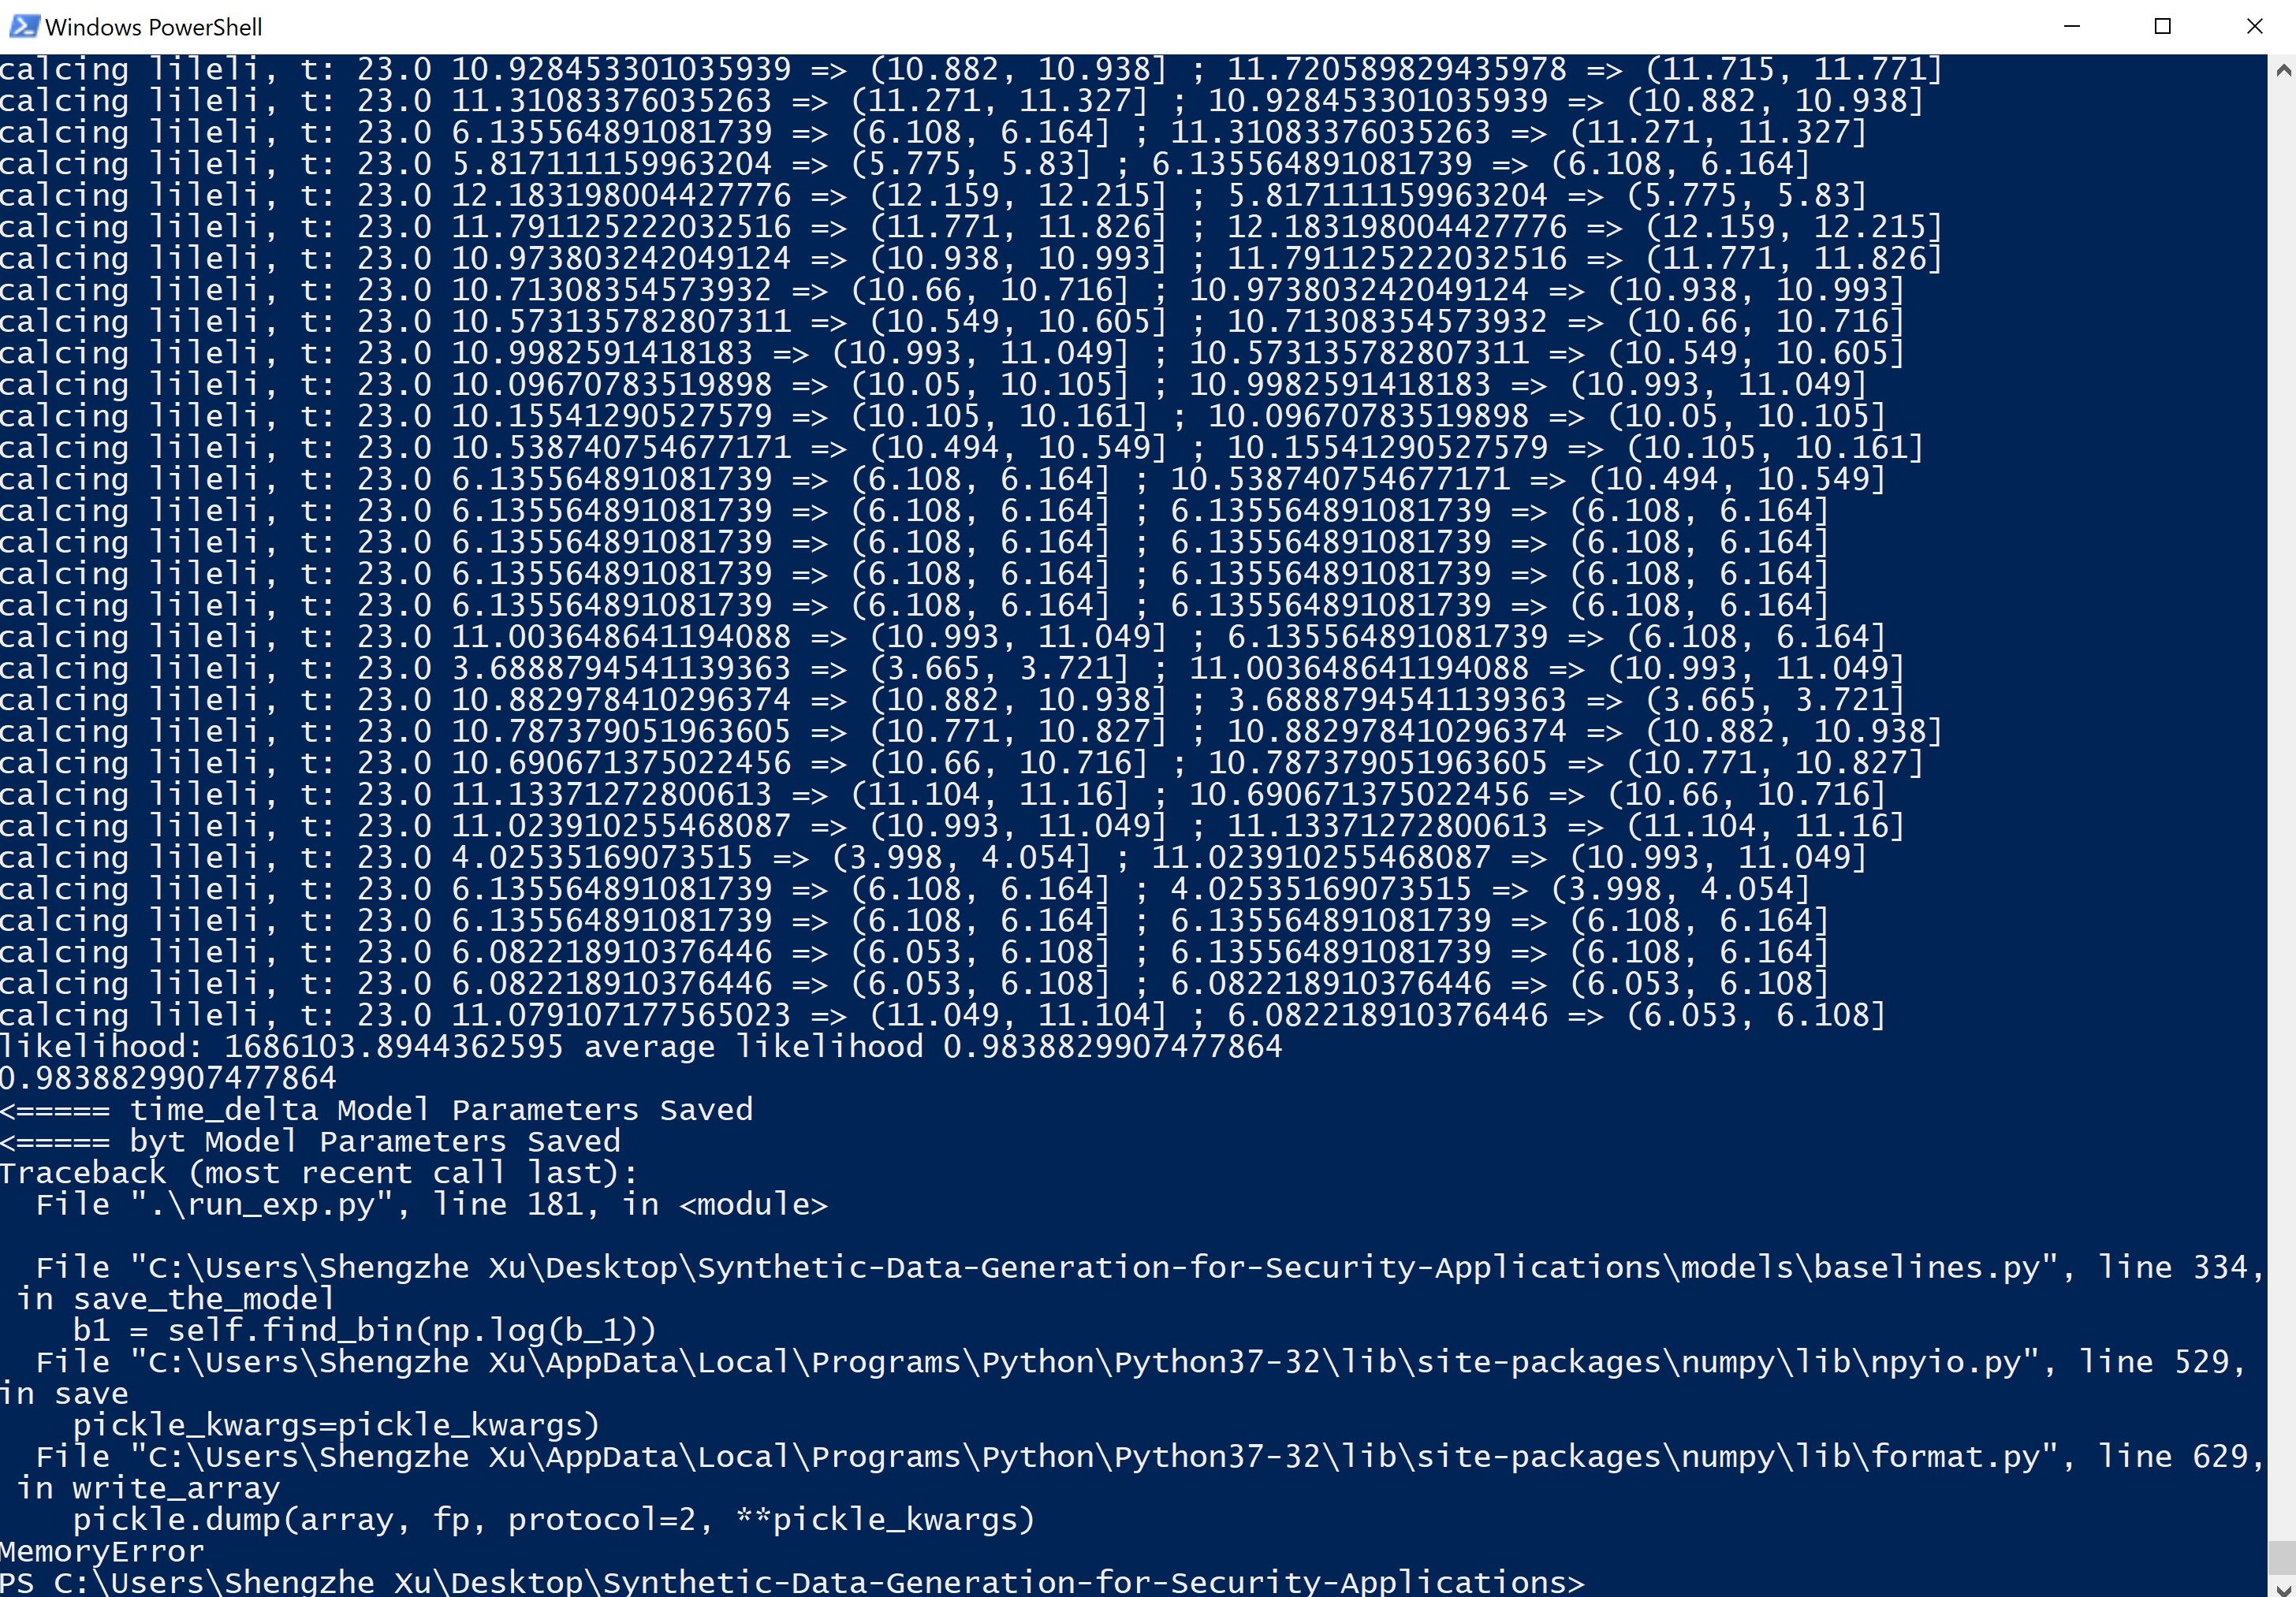 Windows PowerShell
calcing lileli, t: 23.0 10.928453301035939 => (10.882, 10.938] ; 11.720589829435978 => (11.715, 11.771]
calcing lileli, t: 23.0 11.31083376035263 => (11.271, 11.327] ; 10.928453301035939 => (10.882, 10.938]
calcing lileli, t: 23.0 6.135564891081739 => (6.108, 6.164] ; 11.31083376035263 => (11.271, 11.327]
calcing lileli, t: 23.0 5.817111159963204 => (5.775, 5.83] ; 6.135564891081739 => (6.108, 6.164]
calcing lileli, t: 23.0 12.183198004427776 => (12.159, 12.215] ; 5.817111159963204 => (5.775, 5.83]
calcing lileli, t: 23.0 11.791125222032516 => (11.771, 11.826] ; 12.183198004427776 => (12.159, 12.215]
calcing lileli, t: 23.0 10.973803242049124 => (10.938, 10.993] ; 11.791125222032516 => (11.771, 11.826]
calcing lileli, t: 23.0 10.71308354573932 => (10.66, 10.716] ; 10.973803242049124 => (10.938, 10.993]
calcing lileli, t: 23.0 10.573135782807311 => (10.549, 10.605] ; 10.71308354573932 => (10.66, 10.716]
calcing lileli, t: 23.0 10.9982591418183 => (10.993, 11.049] ; 10.573135782807311 => (10.549, 10.605]
calcing lileli, t: 23.0 10.09670783519898 => (10.05, 10.105] ; 10.9982591418183 => (10.993, 11.049]
calcing lileli, t: 23.0 10.15541290527579 => (10.105, 10.161] ; 10.09670783519898 => (10.05, 10.105]
calcing lileli, t: 23.0 10.538740754677171 => (10.494, 10.549] ; 10.15541290527579 => (10.105, 10.161]
calcing lileli, t: 23.0 6.135564891081739 => (6.108, 6.164] ; 10.538740754677171 => (10.494, 10.549]
calcing lileli, t: 23.0 6.135564891081739 => (6.108, 6.164] ; 6.135564891081739 => (6.108, 6.164]
calcing lileli, t: 23.0 6.135564891081739 => (6.108, 6.164] ; 6.135564891081739 => (6.108, 6.164]
calcing lileli, t: 23.0 6.135564891081739 => (6.108, 6.164] ; 6.135564891081739 => (6.108, 6.164]
calcing lileli, t: 23.0 6.135564891081739 => (6.108, 6.164] ; 6.135564891081739 => (6.108, 6.164]
calcing lileli, t: 23.0 11.003648641194088 => (10.993, 11.049] ; 6.135564891081739 => (6.108, 6.164]
calcing lileli, t: 23.0 3.6888794541139363 => (3.665, 3.721] ; 11.003648641194088 => (10.993, 11.049]
calcing lileli, t: 23.0 10.882978410296374 => (10.882, 10.938] ; 3.6888794541139363 => (3.665, 3.721]
calcing lileli, t: 23.0 10.787379051963605 => (10.771, 10.827] ; 10.882978410296374 => (10.882, 10.938]
calcing lileli, t: 23.0 10.690671375022456 => (10.66, 10.716] ; 10.787379051963605 => (10.771, 10.827]
calcing lileli, t: 23.0 11.13371272800613 => (11.104, 11.16] ; 10.690671375022456 => (10.66, 10.716]
calcing lileli, t: 23.0 11.023910255468087 => (10.993, 11.049] ; 11.13371272800613 => (11.104, 11.16]
calcing lileli, t: 23.0 4.02535169073515 => (3.998, 4.054] ; 11.023910255468087 => (10.993, 11.049]
calcing lileli, t: 23.0 6.135564891081739 => (6.108, 6.164] ; 4.02535169073515 => (3.998, 4.054]
calcing lileli, t: 23.0 6.135564891081739 => (6.108, 6.164] ; 6.135564891081739 => (6.108, 6.164]
calcing lileli, t: 23.0 6.082218910376446 => (6.053, 6.108] ; 6.135564891081739 => (6.108, 6.164]
calcing lileli, t: 23.0 6.082218910376446 => (6.053, 6.108] ; 6.082218910376446 => (6.053, 6.108]
calcing lileli, t: 23.0 11.079107177565023 => (11.049, 11.104] ; 6.082218910376446 => (6.053, 6.108]
likelihood: 1686103.8944362595 average likelihood 0.9838829907477864
0.9838829907477864
<===== time_delta Model Parameters Saved
<===== byt Model Parameters Saved
Traceback (most recent call last):
  File ".\run_exp.py", line 181, in <module>
  File "C:\Users\Shengzhe Xu\Desktop\Synthetic-Data-Generation-for-Security-Applications\models\baselines.py", line 334,
 in save_the_model
    b1 = self.find_bin(np.log(b_1))
  File "C:\Users\Shengzhe Xu\AppData\Local\Programs\Python\Python37-32\lib\site-packages\numpy\lib\npyio.py", line 529,
in save
    pickle_kwargs=pickle_kwargs)
  File "C:\Users\Shengzhe Xu\AppData\Local\Programs\Python\Python37-32\lib\site-packages\numpy\lib\format.py", line 629,
 in write_array
    pickle.dump(array, fp, protocol=2, **pickle_kwargs)
MemoryError
PS C:\Users\Shengzhe Xu\Desktop\Synthetic-Data-Generation-for-Security-Applications>